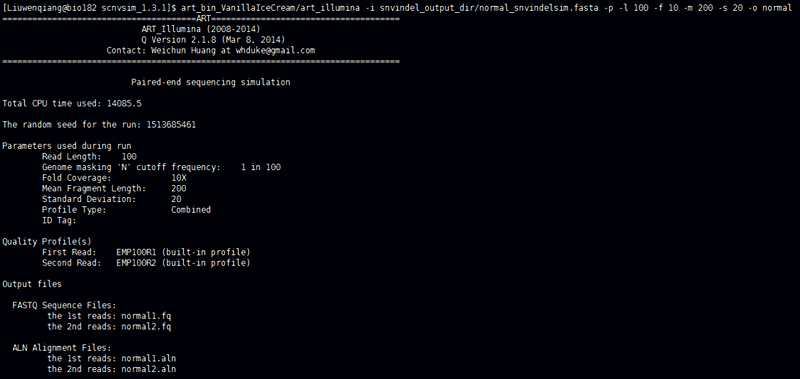 [Liuwenqiang@bio182 scnvsim_1.3.1]$ art_bin_VanillaIceCream/art_illumina -i snvindel_output_dir/normal_snvindelsim.fasta -p -l 100 -f 10 -m 200 -s 20 -o normal
=======================================ART======================================
ART_Illumina (2008-2014)
Q Version 2.1.8 (Mar 8, 2014)
Contact: Weichun Huang at whduke@gmail.com
================================================================================
Paired-end sequencing simulation
Total CPU time used: 14085.5
The random seed for the run: 1513685461
Parameters used during run
Read Length: 100
Genome masking 'N' cutoff frequency: 1 in 100
Fold Coverage: 10X
Mean Fragment Length: 200
Standard Deviation: 20
Profile Type: Combined
ID Tag:
Quality Profile(s)
First Read: EMP100R1 (built-in profile)
Second Read: EMP100R2 (built-in profile)
Output files
FASTQ Sequence Files:
the 1st reads: normal1.fq
the 2nd reads: normal2.fq
ALN Alignment Files:
the 1st reads: normal1.aln
the 2nd reads: normal2.aln